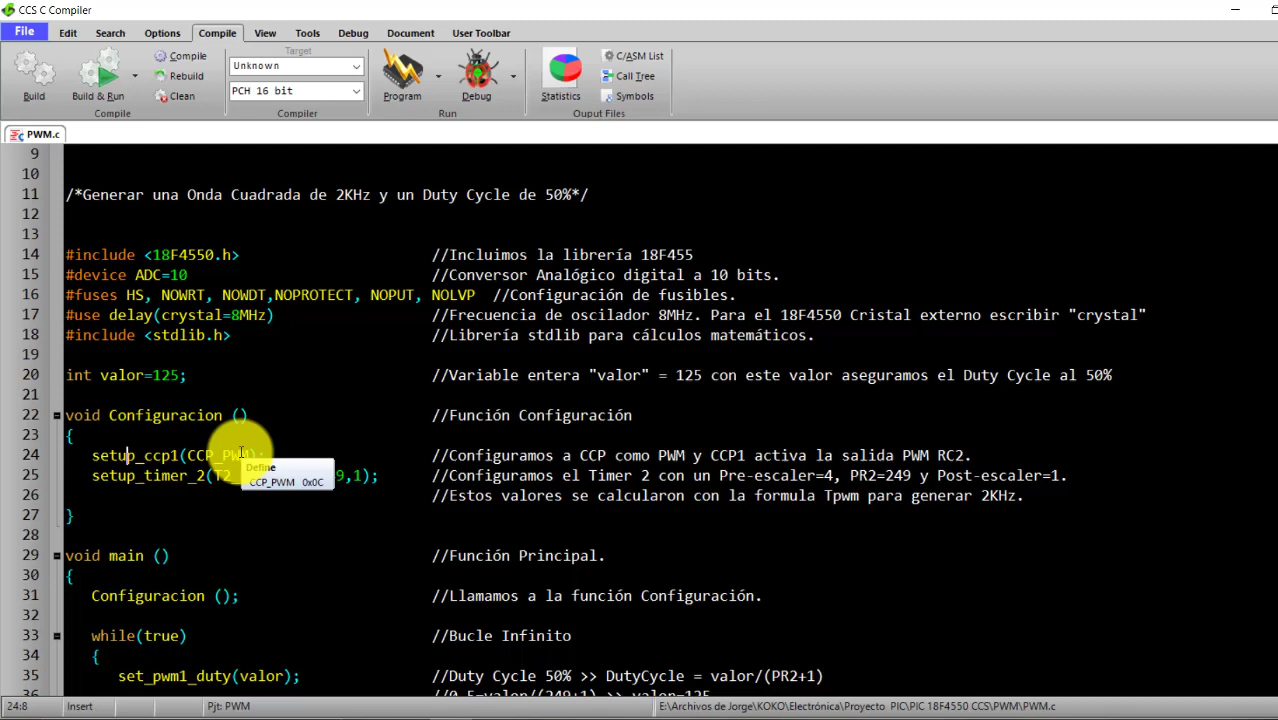 CCS C Compiler
File Edit Search Options Compile View Tools Debug Document User Toolbar
Build
Build & Run
Compile
Rebuild
Clean
Compile
Target
Unknown
PCH 16 bit
Compiler
Program
Debug
Run
Statistics
C/ASM List
Call Tree
Symbols
Ouput Files
PWM.c
9
10
11 /*Generar una Onda Cuadrada de 2KHz y un Duty Cycle de 50%*/
12
13
14 #include <18F4550.h> //Incluimos la librería 18F455
15 #device ADC=10 //Conversor Analógico digital a 10 bits.
16 #fuses HS, NOWRT, NOWDT,NOPROTECT, NOPUT, NOLVP //Configuración de fusibles.
17 #use delay(crystal=8MHz) //Frecuencia de oscilador 8MHz. Para el 18F4550 Cristal externo escribir "crystal"
18 #include <stdlib.h> //Librería stdlib para cálculos matemáticos.
19
20 int valor=125; //Variable entera "valor" = 125 con este valor aseguramos el Duty Cycle al 50%
21
22 void Configuracion () //Función Configuración
23 {
24 setup_ccp1(CCP_PWM); //Configuramos a CCP como PWM y CCP1 activa la salida PWM RC2.
Define
CCP_PWM 0x0C
25 setup_timer_2(T2 9,1); //Configuramos el Timer 2 con un Pre-escaler=4, PR2=249 y Post-escaler=1.
26 //Estos valores se calcularon con la formula Tpwm para generar 2KHz.
27 }
28
29 void main () //Función Principal.
30 {
31 Configuracion (); //Llamamos a la función Configuración.
32
33 while(true) //Bucle Infinito
34 {
35 set_pwm1_duty(valor); //Duty Cycle 50% >> DutyCycle = valor/(PR2+1)
36 //0.5=valor/(249+1) >> valor=125
24:8 Insert Pjt: PWM E:\Archivos de Jorge\KOKO\Electrónica\Proyecto PIC\PIC 18F4550 CCS\PWM\PWM.c